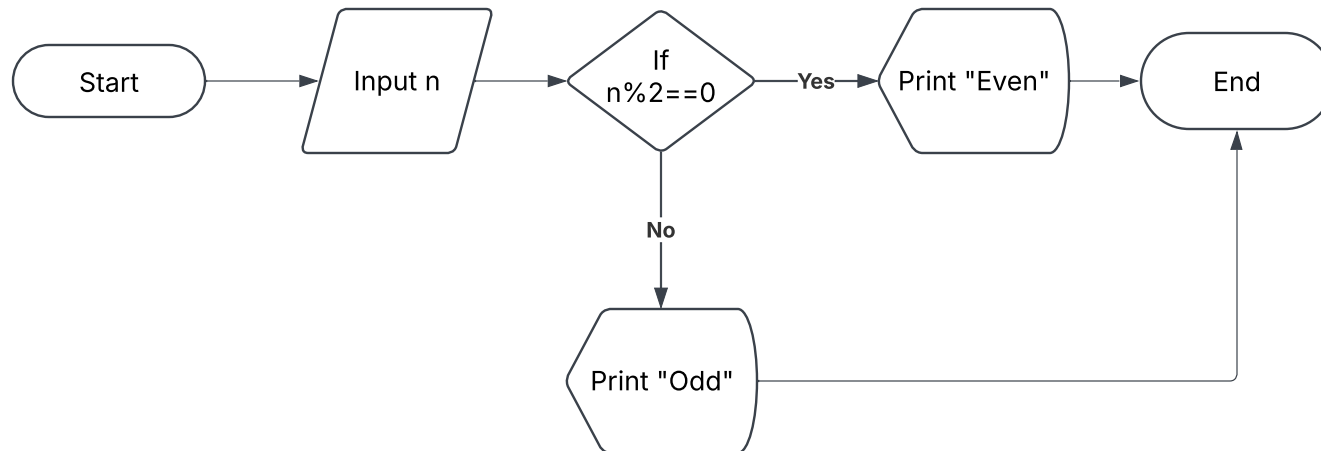 Start
Input n
If
n%2==0
Yes
Print "Even"
End
No
Print "Odd"